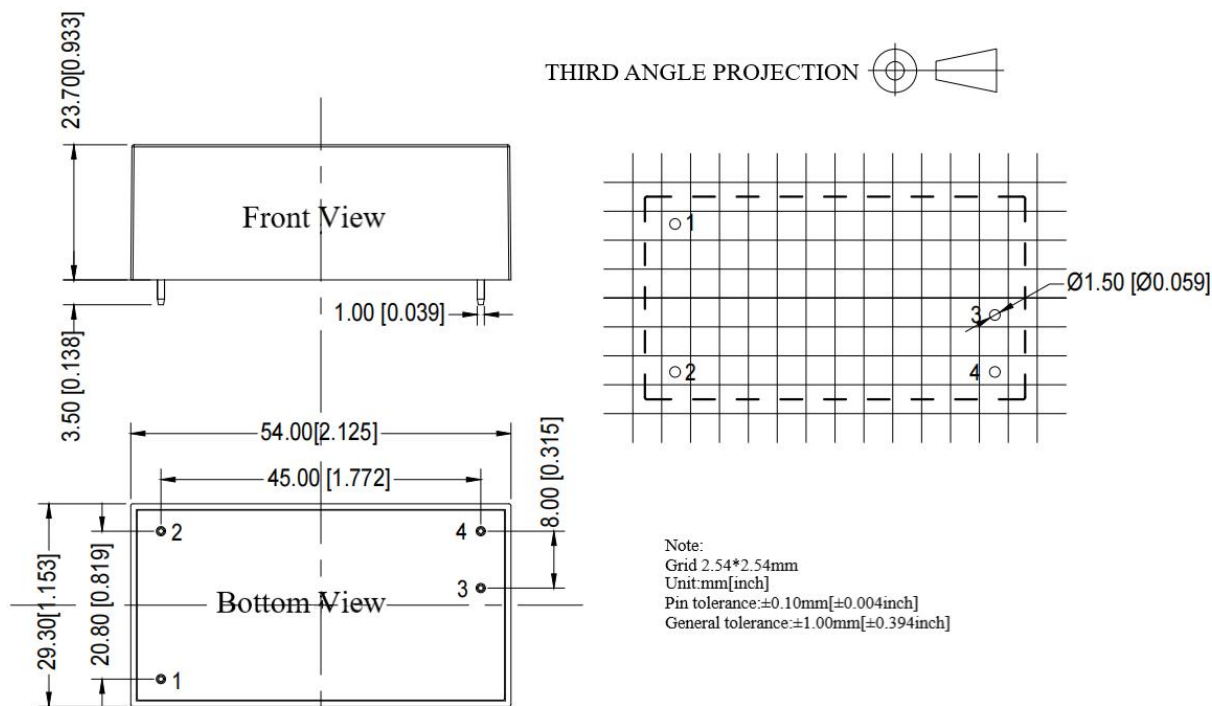 23.70[0.933]
THIRD ANGLE PROJECTION
Front View
1
Ø1.50 [Ø0.059]
1.00 [0.039]
3
3.50 [0.138]
2
4
54.00[2.125]
45.00 [1.772]
8.00 [0.315]
2
4
3
29.30[1.153]
20.80 [0.819]
Bottom View
1
Note:
Grid 2.54*2.54mm
Unit:mm[inch]
Pin tolerance:±0.10mm[±0.004inch]
General tolerance:±1.00mm[±0.394inch]